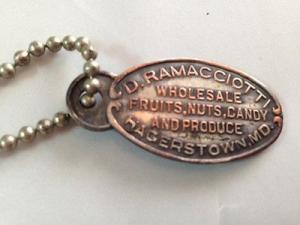 D. RAMACCIOTTI
WHOLESALE
FRUITS, NUTS, CANDY
AND PRODUCE
HAGERSTOWN, MD.